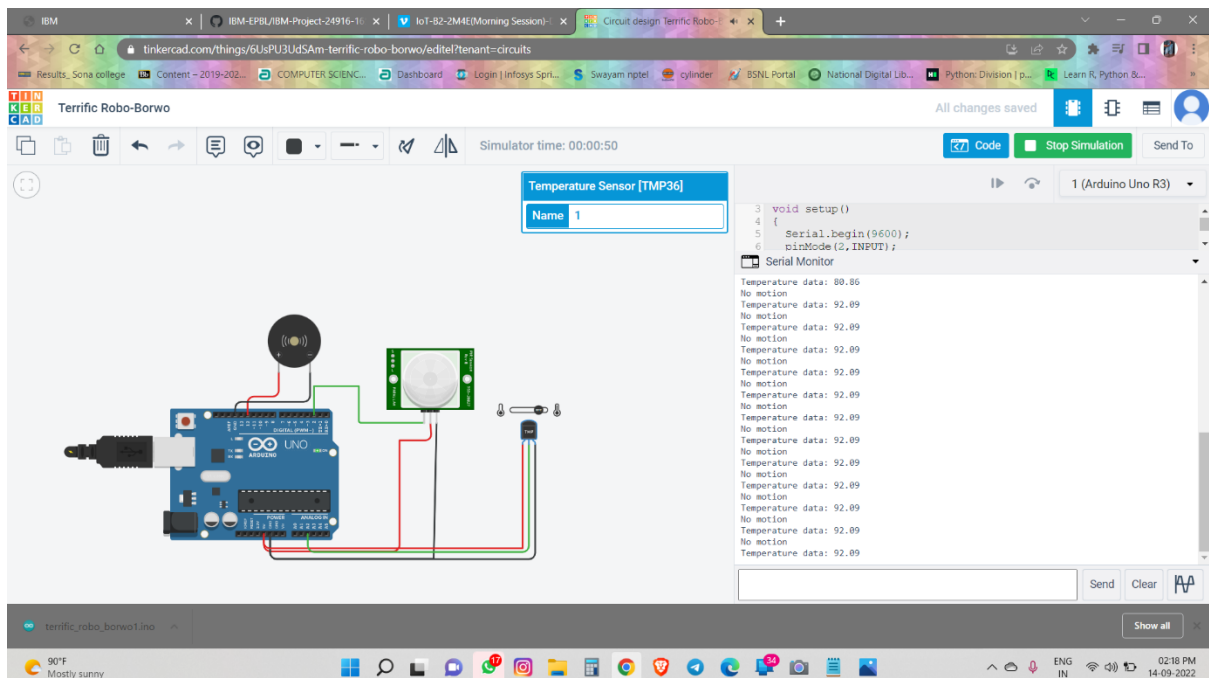 IBM
IBM-EPBL/IBM-Project-24916-16
IoT-B2-2M4E(Morning Session)-I
Circuit design Terrific Robo-B
tinkercad.com/things/6UsPU3UdSAm-terrific-robo-borwo/editel?tenant=circuits
Results_Sona college
Content – 2019-202...
COMPUTER SCIENC...
Dashboard
Login | Infosys Spri...
Swayam nptel
cylinder
BSNL Portal
National Digital Lib...
Python: Division | p...
Learn R, Python &...
TIN
KER
CAD
Terrific Robo-Borwo
All changes saved
Simulator time: 00:00:50
Code
Stop Simulation
Send To
Temperature Sensor [TMP36]
Name 1
1 (Arduino Uno R3)
3 void setup()
4 {
5 Serial.begin(9600);
6 pinMode(2,INPUT);
Serial Monitor
Temperature data: 80.86
No motion
Temperature data: 92.09
No motion
Temperature data: 92.09
No motion
Temperature data: 92.09
No motion
Temperature data: 92.09
No motion
Temperature data: 92.09
No motion
Temperature data: 92.09
No motion
Temperature data: 92.09
No motion
Temperature data: 92.09
No motion
Temperature data: 92.09
No motion
Temperature data: 92.09
No motion
Temperature data: 92.09
No motion
Temperature data: 92.09
DIGITAL (PWM~)
UNO
ARDUINO
POWER
ANALOG IN
TMP
Send
Clear
terrific_robo_borwo1.ino
Show all
90°F
Mostly sunny
17
34
ENG
IN
02:18 PM
14-09-2022